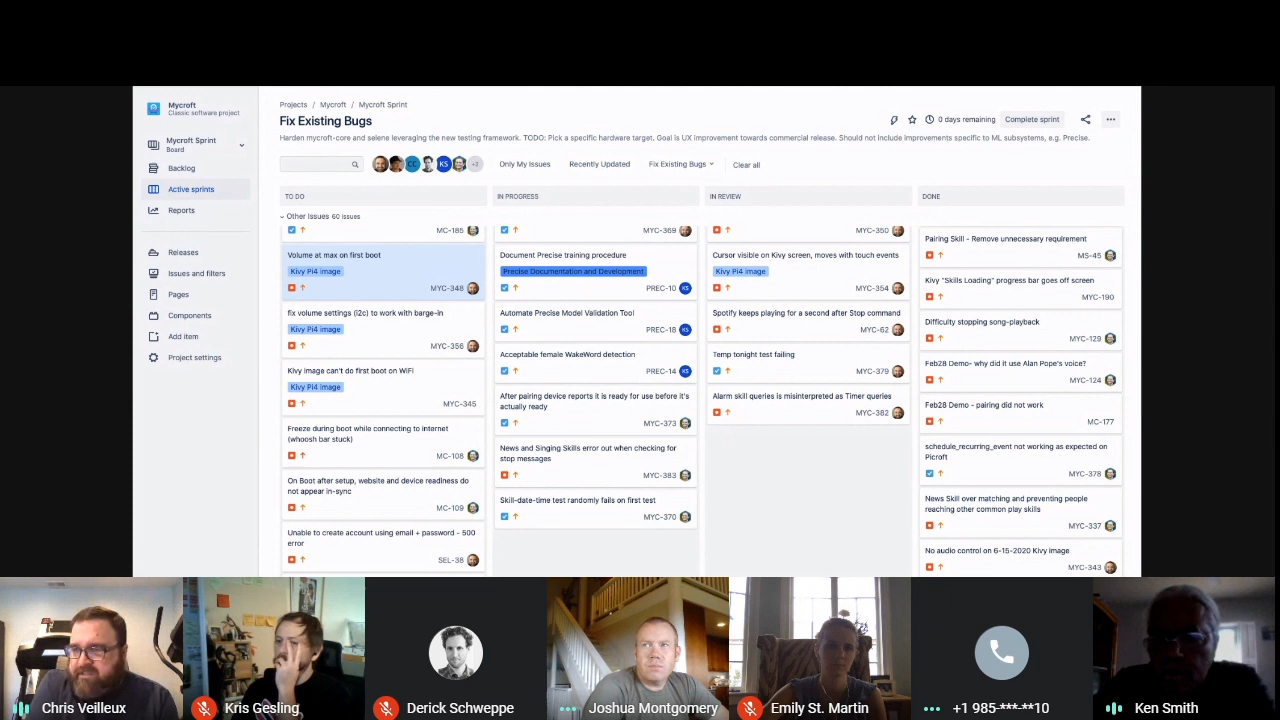 Mycroft
Classic software project
Mycroft Sprint
Board
Backlog
Active sprints
Reports
Releases
Issues and filters
Pages
Components
Add item
Project settings
Projects / Mycroft / Mycroft Sprint
Fix Existing Bugs
0 days remaining
Complete sprint
Harden mycroft-core and selene leveraging the new testing framework. TODO: Pick a specific hardware target. Goal is UX improvement towards commercial release. Should not include improvements specific to ML subsystems, e.g. Precise.
CC
KS
+2
Only My Issues
Recently Updated
Fix Existing Bugs
Clear all
TO DO
IN PROGRESS
IN REVIEW
DONE
Other Issues 60 issues
MC-185
Volume at max on first boot
Kivy Pi4 image
MYC-348
fix volume settings (i2c) to work with barge-in
Kivy Pi4 image
MYC-356
Kivy image can't do first boot on WIFI
Kivy Pi4 image
MYC-345
Freeze during boot while connecting to internet
(whoosh bar stuck)
MC-108
On Boot after setup, website and device readiness do
not appear in-sync
MC-109
Unable to create account using email + password - 500
error
SEL-38
MYC-369
Document Precise training procedure
Precise Documentation and Development
PREC-10
KS
Automate Precise Model Validation Tool
PREC-18
KS
Acceptable female WakeWord detection
PREC-14
KS
After pairing device reports it is ready for use before it's
actually ready
MYC-373
News and Singing Skills error out when checking for
stop messages
MYC-383
Skill-date-time test randomly fails on first test
MYC-370
MYC-350
Cursor visible on Kivy screen, moves with touch events
Kivy Pi4 image
MYC-354
Spotify keeps playing for a second after Stop command
MYC-62
Temp tonight test failing
MYC-379
Alarm skill queries is misinterpreted as Timer queries
MYC-382
Pairing Skill - Remove unnecessary requirement
MS-45
Kivy "Skills Loading" progress bar goes off screen
MYC-190
Difficulty stopping song-playback
MYC-129
Feb28 Demo- why did it use Alan Pope's voice?
MYC-124
Feb28 Demo - pairing did not work
MC-177
schedule_recurring_event not working as expected on
Picroft
MYC-378
News Skill over matching and preventing people
reaching other common play skills
MYC-337
No audio control on 6-15-2020 Kivy image
MYC-343
Chris Veilleux
Kris Gesling
Derick Schweppe
Joshua Montgomery
Emily St. Martin
+1 985-***-**10
Ken Smith